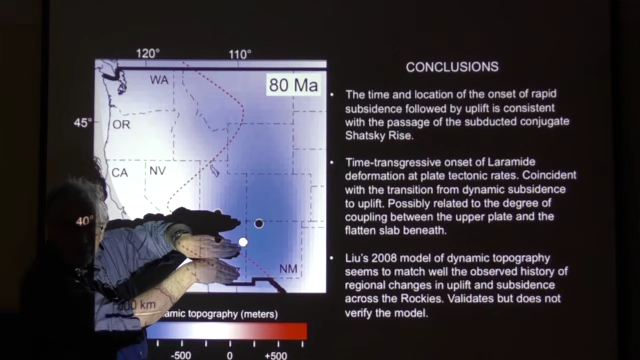 120° 110°
WA
80 Ma
45°
OR
CA
NV
40°
NM
km
amic topography (meters)
-500 0 +500
CONCLUSIONS
• The time and location of the onset of rapid
subsidence followed by uplift is consistent
with the passage of the subducted conjugate
Shatsky Rise.
• Time-transgressive onset of Laramide
deformation at plate tectonic rates. Coincident
with the transition from dynamic subsidence
to uplift. Possibly related to the degree of
coupling between the upper plate and the
flatten slab beneath.
• Liu's 2008 model of dynamic topography
seems to match well the observed history of
regional changes in uplift and subsidence
across the Rockies. Validates but does not
verify the model.